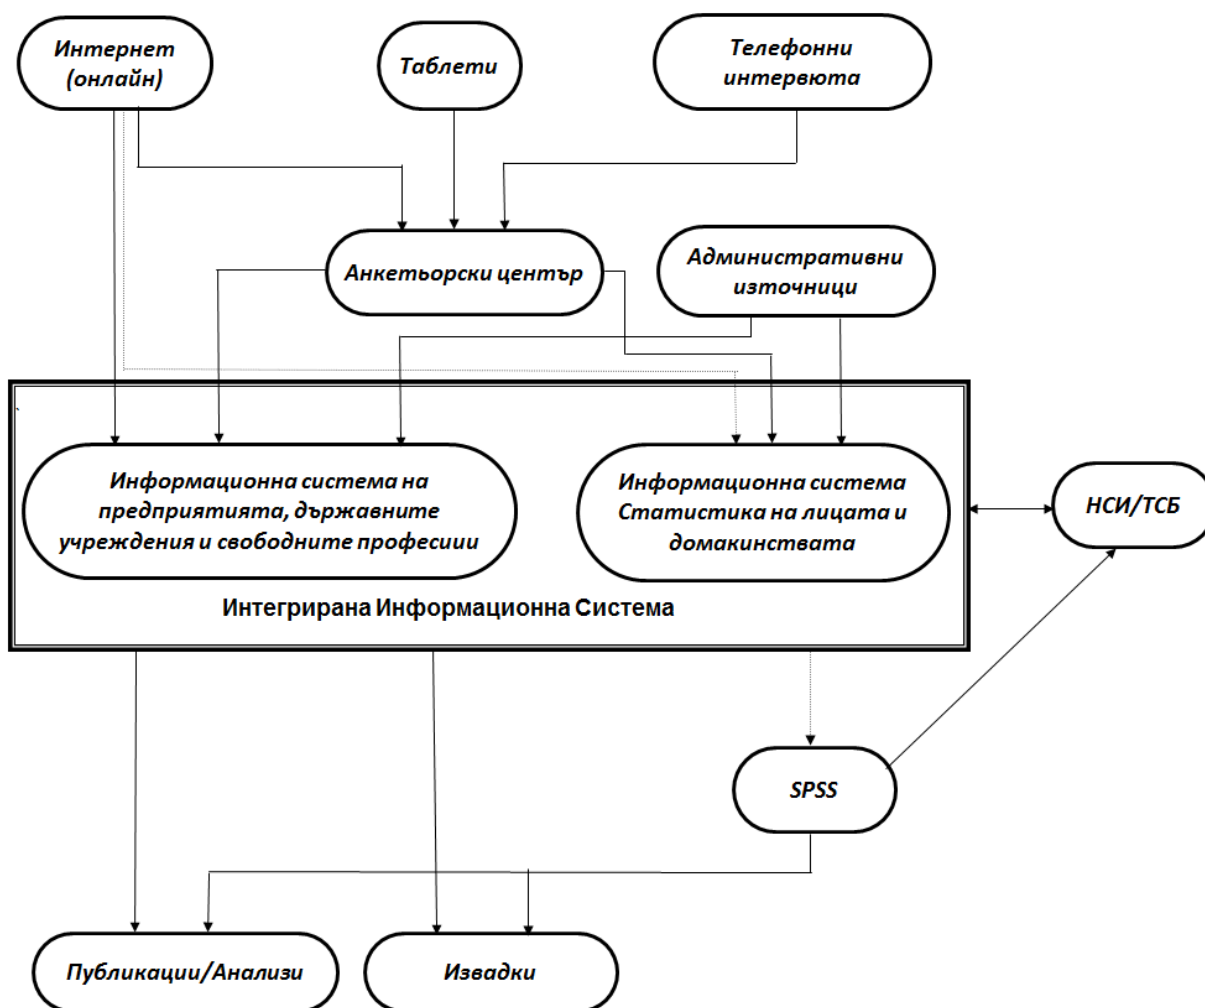 Интернет
(онлайн)
Таблети
Телефонни
интервюта
Анкетьорски център
Административни
източници
Информационна система на
предприятията, държавните
учреждения и свободните професиии
Информационна система
Статистика на лицата и
домакинствата
НСИ/ТСБ
Интегрирана Информационна Система
SPSS
Публикации/Анализи
Извадки